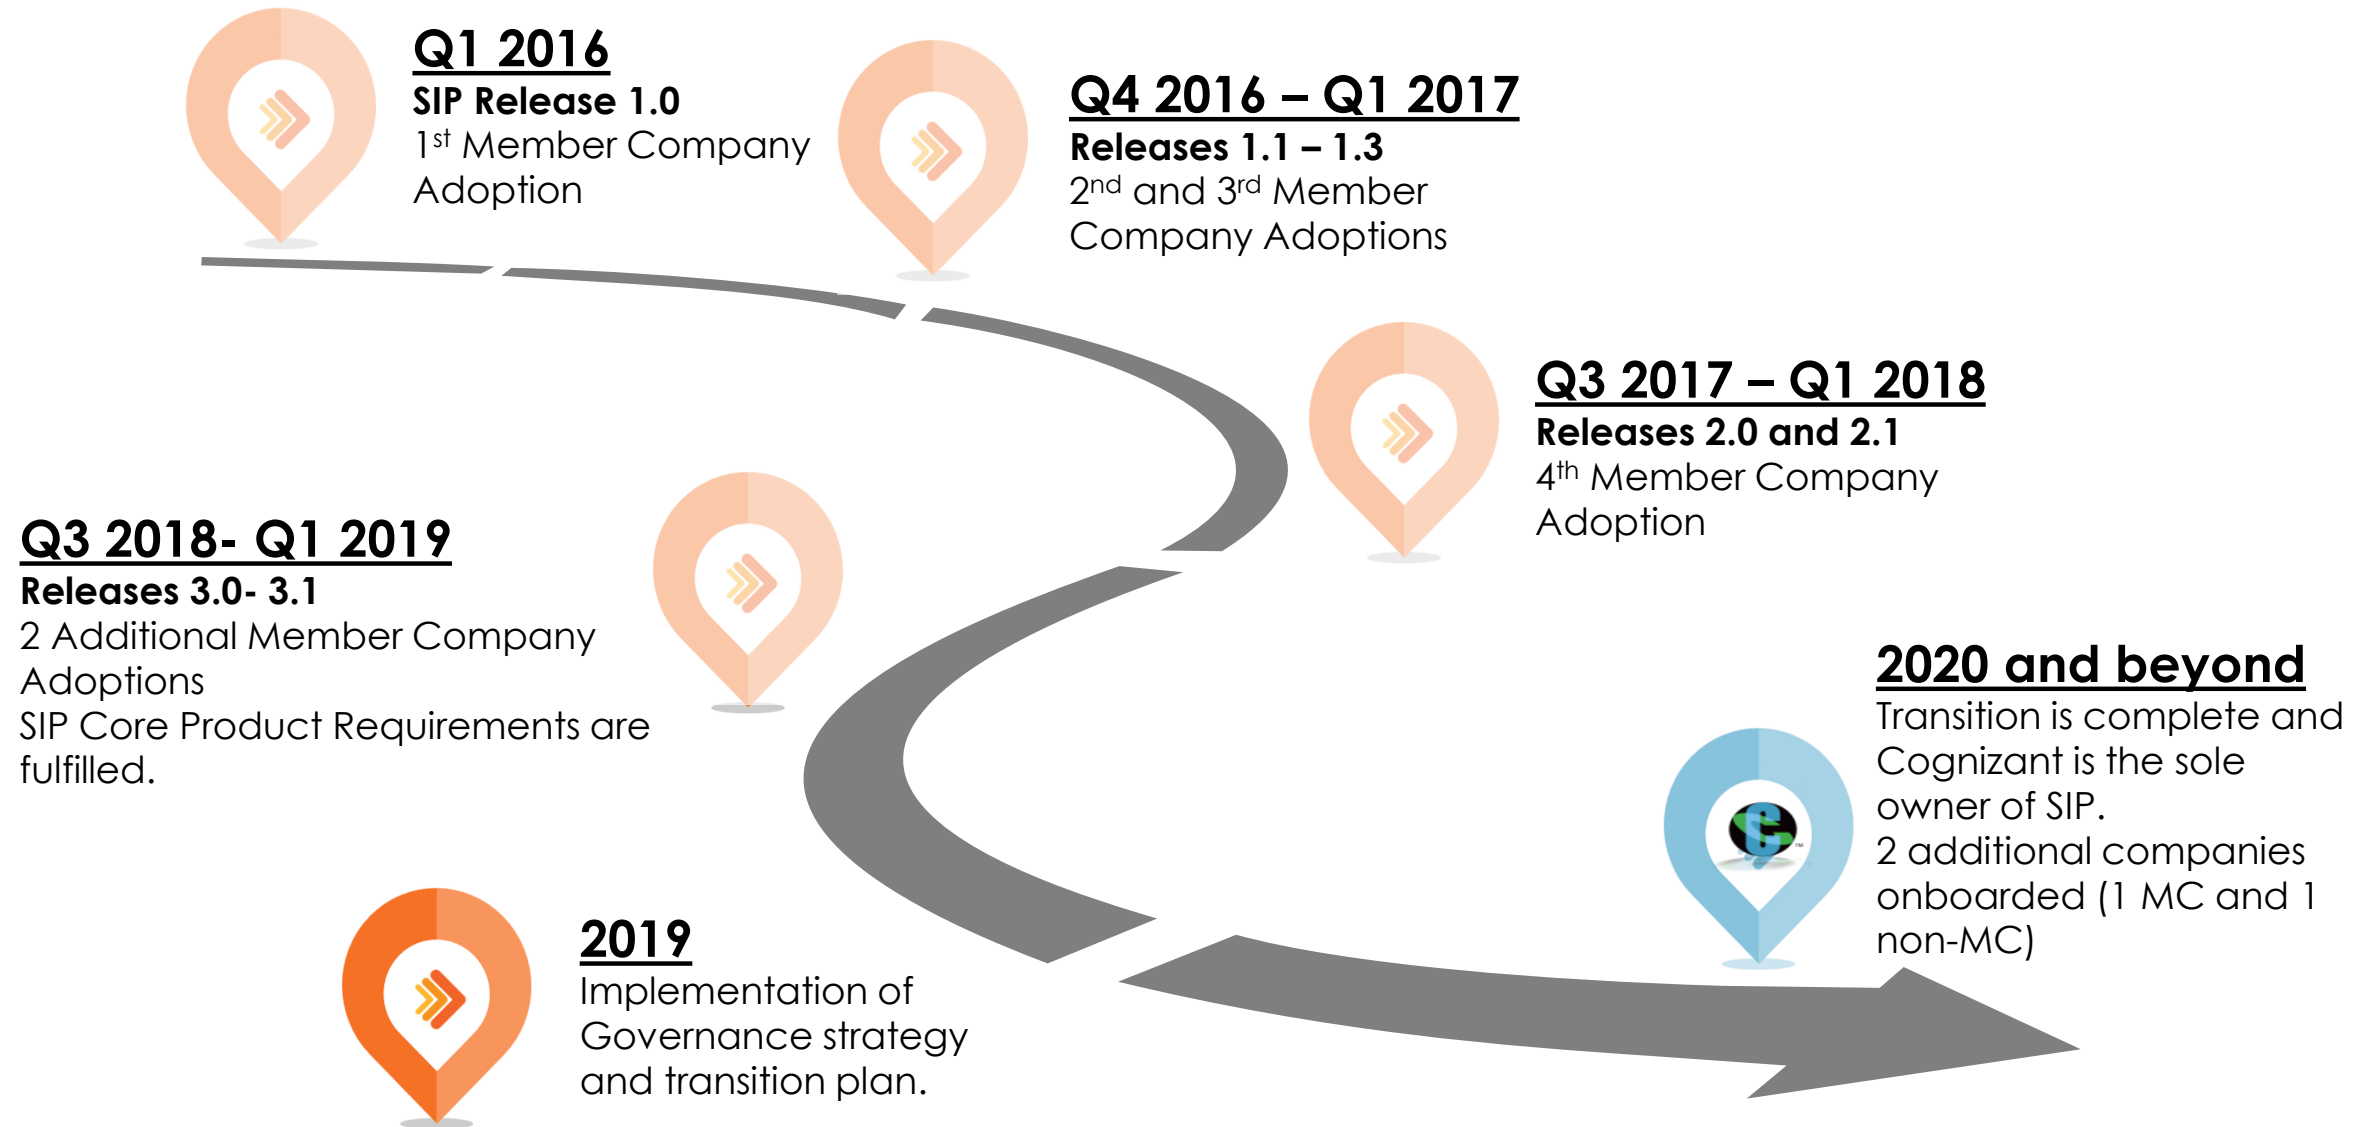 Q1 2016
SIP Release 1.0
1st Member Company
Adoption
Q4 2016 – Q1 2017
Releases 1.1 – 1.3
2nd and 3rd Member
Company Adoptions
Q3 2017 – Q1 2018
Releases 2.0 and 2.1
4th Member Company
Adoption
Q3 2018- Q1 2019
Releases 3.0- 3.1
2 Additional Member Company
Adoptions
SIP Core Product Requirements are
fulfilled.
2019
Implementation of
Governance strategy
and transition plan.
2020 and beyond
Transition is complete and
Cognizant is the sole
owner of SIP.
2 additional companies
onboarded (1 MC and 1
non-MC)